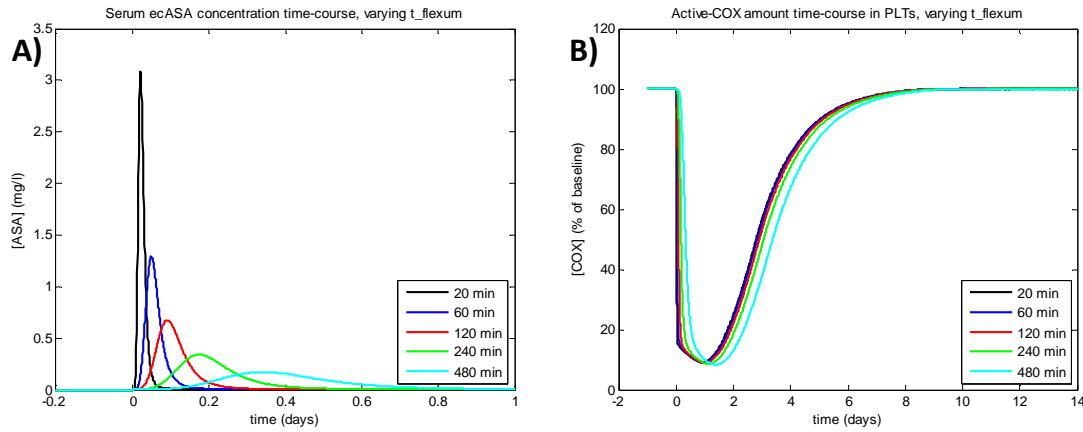 Serum ecASA concentration time-course, varying t_flexum
A)
3.5
3
2.5
2
1.5
1
0.5
0
[ASA] (mg/l)
-0.2
0
0.2
0.4
0.6
0.8
1
time (days)
20 min
60 min
120 min
240 min
480 min
Active-COX amount time-course in PLTs, varying t_flexum
B)
120
100
80
60
40
20
0
[COX] (% of baseline)
-2
0
2
4
6
8
10
12
14
time (days)
20 min
60 min
120 min
240 min
480 min